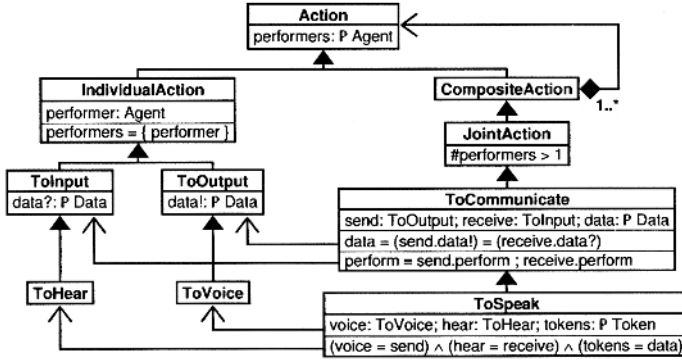 Action
performers: ℙ Agent
IndividualAction
performer: Agent
performers = { performer }
CompositeAction
1..*
JointAction
#performers > 1
ToInput
data?: ℙ Data
ToOutput
data!: ℙ Data
ToCommunicate
send: ToOutput; receive: ToInput; data: ℙ Data
data = (send.data!) = (receive.data?)
perform = send.perform ; receive.perform
ToHear
ToVoice
ToSpeak
voice: ToVoice; hear: ToHear; tokens: ℙ Token
(voice = send) ∧ (hear = receive) ∧ (tokens = data)